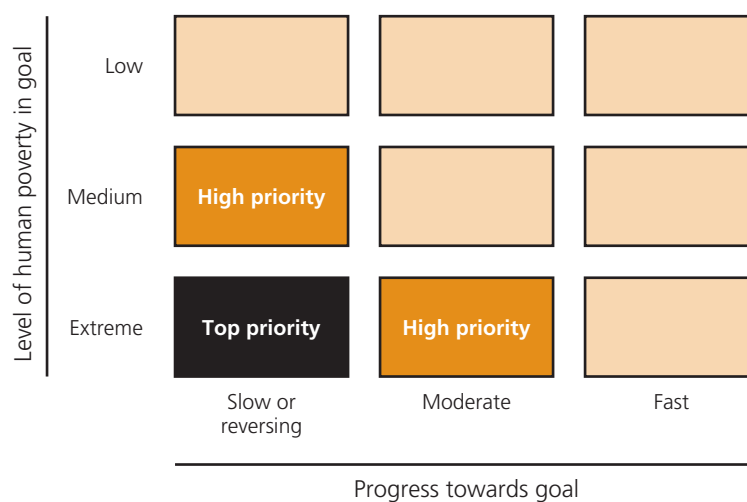 Level of human poverty in goal
Low
Medium
High priority
Extreme
Top priority
High priority
Slow or
reversing
Moderate
Fast
Progress towards goal